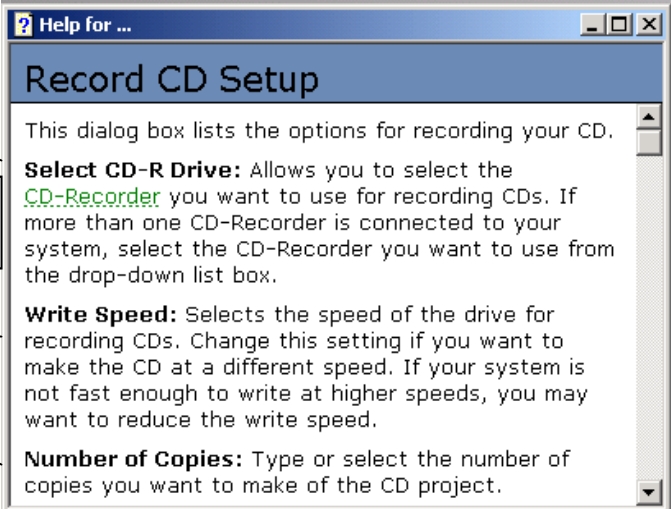 Help for ...
Record CD Setup
This dialog box lists the options for recording your CD.
Select CD-R Drive: Allows you to select the
CD-Recorder you want to use for recording CDs. If
more than one CD-Recorder is connected to your
system, select the CD-Recorder you want to use from
the drop-down list box.
Write Speed: Selects the speed of the drive for
recording CDs. Change this setting if you want to
make the CD at a different speed. If your system is
not fast enough to write at higher speeds, you may
want to reduce the write speed.
Number of Copies: Type or select the number of
copies you want to make of the CD project.